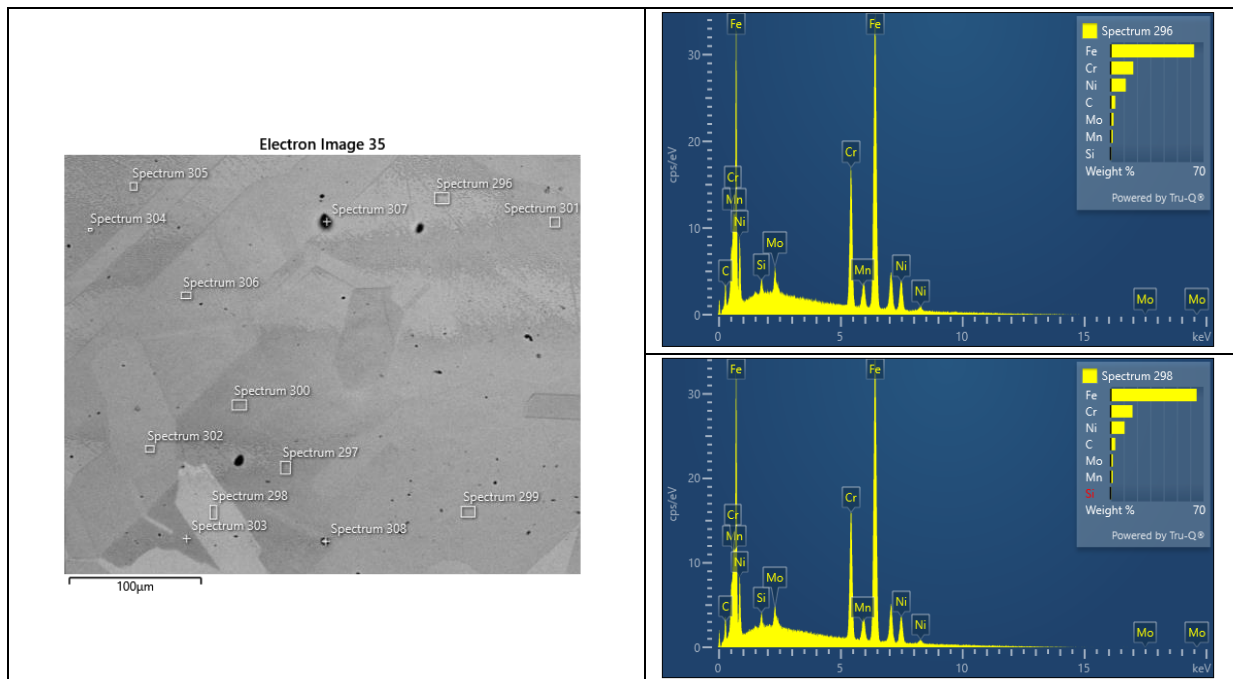 Electron Image 35
Spectrum 305
Spectrum 296
Spectrum 304
Spectrum 307
Spectrum 301
Spectrum 306
Spectrum 300
Spectrum 302
Spectrum 297
Spectrum 298
Spectrum 299
Spectrum 303
Spectrum 308
100µm
Fe
Fe
Spectrum 296
Fe
Cr
Ni
C
Mo
Mn
Si
Weight %
70
Powered by Tru-Q®
cps/eV
30
20
10
0
Cr
Mn
Ni
C
Si
Mo
Cr
Mn
Ni
Ni
Mo
Mo
0
5
10
15
keV
Fe
Fe
Spectrum 298
Fe
Cr
Ni
C
Mo
Mn
Si
Weight %
70
Powered by Tru-Q®
cps/eV
30
20
10
0
Cr
Mn
Ni
C
Si
Mo
Cr
Mn
Ni
Ni
Mo
Mo
0
5
10
15
keV